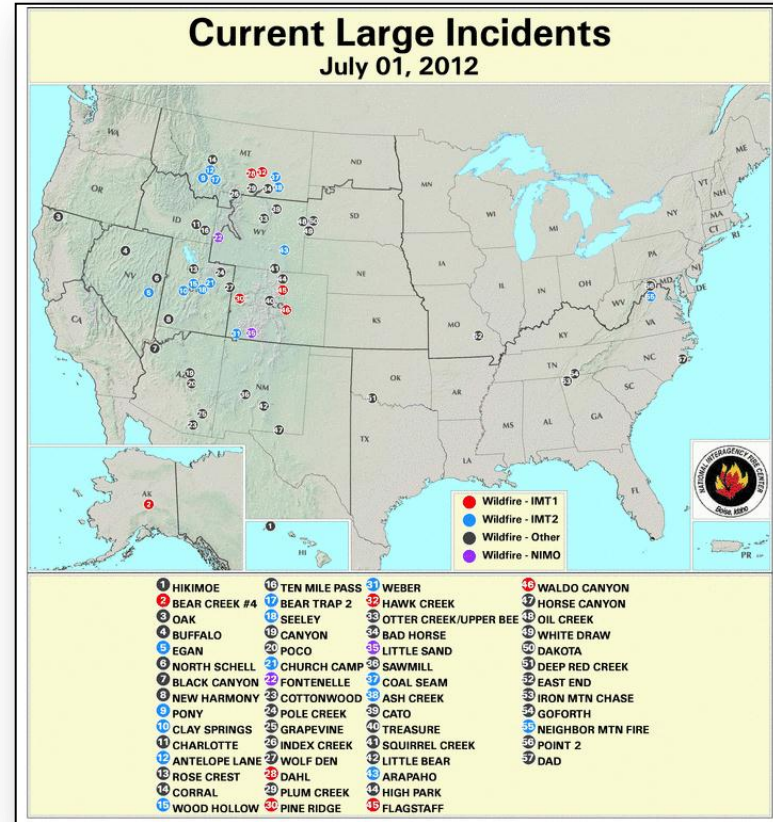 Current Large Incidents
July 01, 2012
WA
OR
CA
NV
ID
MT
WY
AZ
NM
ND
SD
NE
KS
OK
TX
MN
IA
MO
AR
LA
WI
IL
IN
OH
MS
AL
GA
FL
TN
KY
WV
VA
NC
SC
PA
NY
VT
NH
ME
MA
CT
RI
NJ
DE
MD
AK
HI
PR
NATIONAL INTERAGENCY FIRE CENTER
Boise, Idaho
Wildfire - IMT1
Wildfire - IMT2
Wildfire - Other
Wildfire - NIMO
1 HIKIMOE
2 BEAR CREEK #4
3 OAK
4 BUFFALO
5 EGAN
6 NORTH SCHELL
7 BLACK CANYON
8 NEW HARMONY
9 PONY
10 CLAY SPRINGS
11 CHARLOTTE
12 ANTELOPE LANE
13 ROSE CREST
14 CORRAL
15 WOOD HOLLOW
16 TEN MILE PASS
17 BEAR TRAP 2
18 SEELEY
19 CANYON
20 POCO
21 CHURCH CAMP
22 FONTENELLE
23 COTTONWOOD
24 POLE CREEK
25 GRAPEVINE
26 INDEX CREEK
27 WOLF DEN
28 DAHL
29 PLUM CREEK
30 PINE RIDGE
31 WEBER
32 HAWK CREEK
33 OTTER CREEK/UPPER BEE
34 BAD HORSE
35 LITTLE SAND
36 SAWMILL
37 COAL SEAM
38 ASH CREEK
39 CATO
40 TREASURE
41 SQUIRREL CREEK
42 LITTLE BEAR
43 ARAPAHO
44 HIGH PARK
45 FLAGSTAFF
46 WALDO CANYON
47 HORSE CANYON
48 OIL CREEK
49 WHITE DRAW
50 DAKOTA
51 DEEP RED CREEK
52 EAST END
53 IRON MTN CHASE
54 GOFORTH
55 NEIGHBOR MTN FIRE
56 POINT 2
57 DAD